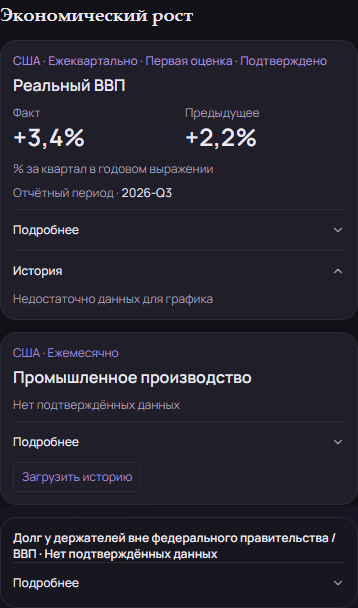 Экономический рост
США · Ежеквартально · Первая оценка · Подтверждено
Реальный ВВП
Факт Предыдущее
+3,4% +2,2%
% за квартал в годовом выражении
Отчётный период · 2026-Q3
Подробнее
История
Недостаточно данных для графика
США · Ежемесячно
Промышленное производство
Нет подтверждённых данных
Подробнее
Загрузить историю
Долг у держателей вне федерального правительства /
ВВП · Нет подтверждённых данных
Подробнее